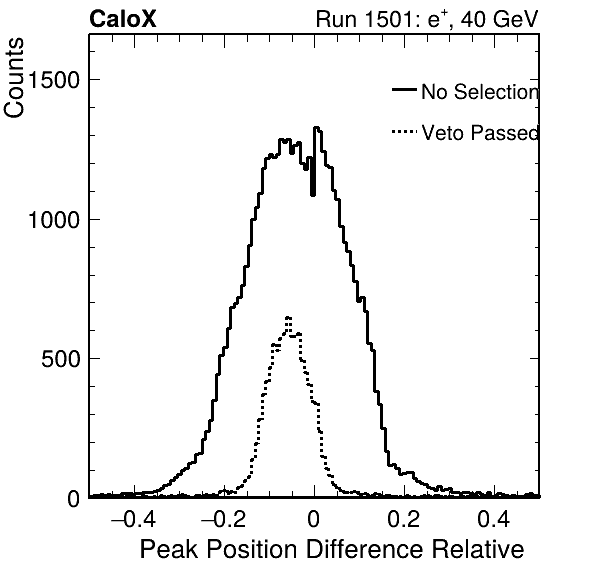 CaloX Run 1501: e+, 40 GeV
Counts
1500
No Selection
Veto Passed
1000
500
0
−0.4 −0.2 0 0.2 0.4
Peak Position Difference Relative